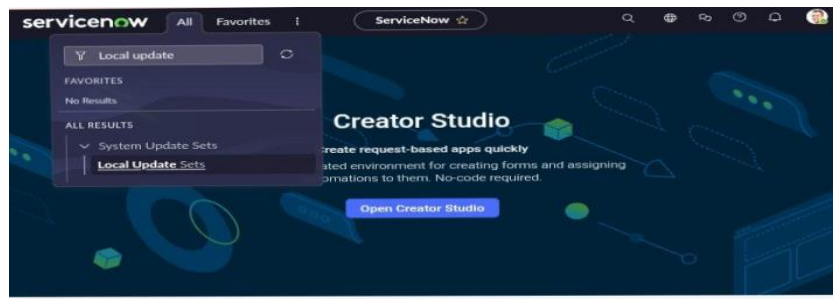 servicenow All Favorites ServiceNow
Local update
FAVORITES
No Results
ALL RESULTS
System Update Sets
Local Update Sets
Creator Studio
create request-based apps quickly
ated environment for creating forms and assigning
omations to them. No-code required.
Open Creator Studio